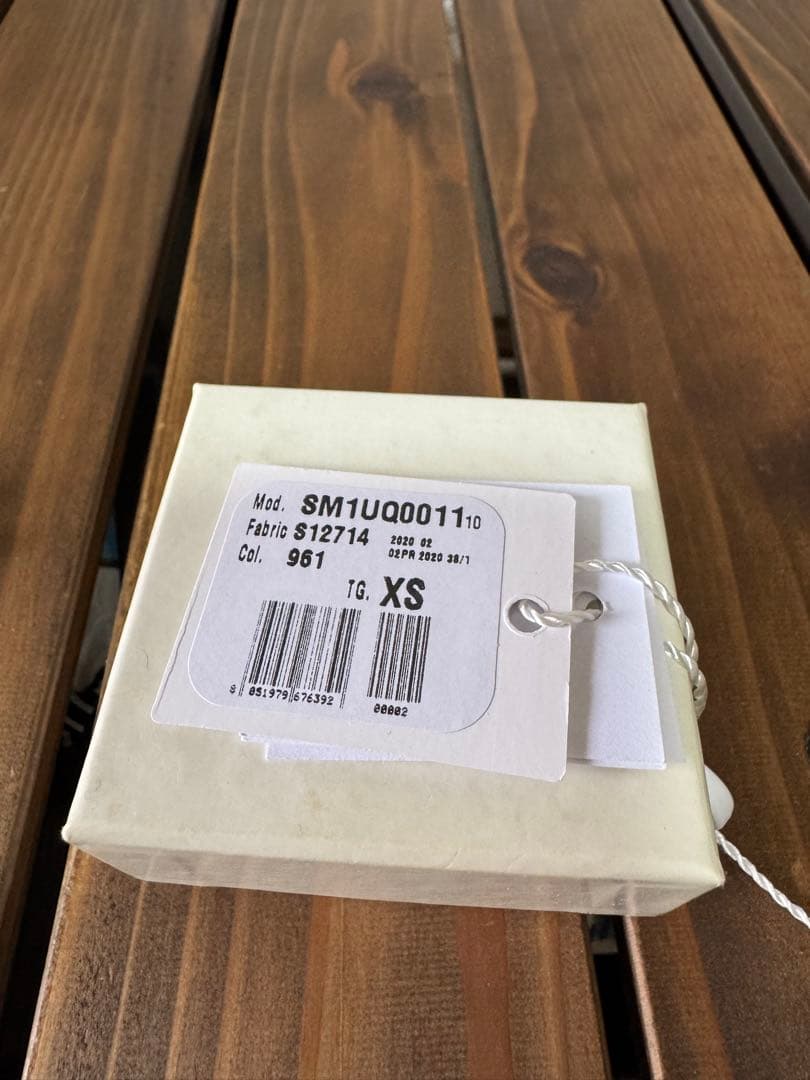 Mod. SM1UQ0011 10
Fabric S12714 2020 02
Col. 961 02PR 2020 38/1
TG. XS
8 051979 676392
00002